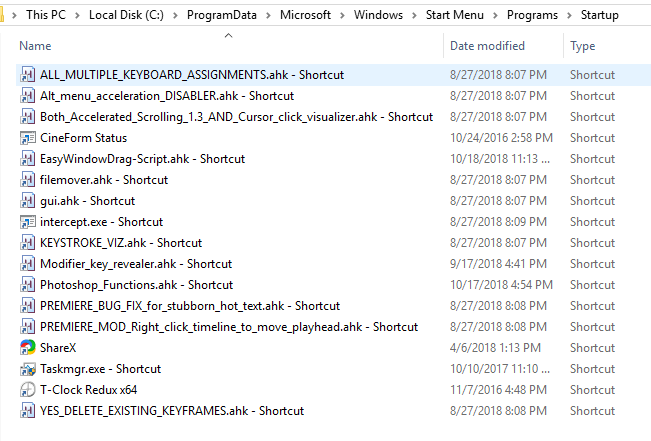 > This PC > Local Disk (C:) > ProgramData > Microsoft > Windows > Start Menu > Programs > Startup
Name Date modified Type
ALL_MULTIPLE_KEYBOARD_ASSIGNMENTS.ahk - Shortcut 8/27/2018 8:07 PM Shortcut
Alt_menu_acceleration_DISABLER.ahk - Shortcut 8/27/2018 8:07 PM Shortcut
Both_Accelerated_Scrolling_1.3_AND_Cursor_click_visualizer.ahk - Shortcut 8/27/2018 8:07 PM Shortcut
CineForm Status 10/24/2016 2:58 PM Shortcut
EasyWindowDrag-Script.ahk - Shortcut 10/18/2018 11:13 ... Shortcut
filemover.ahk - Shortcut 8/27/2018 8:07 PM Shortcut
gui.ahk - Shortcut 8/27/2018 8:07 PM Shortcut
intercept.exe - Shortcut 8/27/2018 8:09 PM Shortcut
KEYSTROKE_VIZ.ahk - Shortcut 8/27/2018 8:07 PM Shortcut
Modifier_key_revealer.ahk - Shortcut 9/17/2018 4:41 PM Shortcut
Photoshop_Functions.ahk - Shortcut 10/17/2018 4:54 PM Shortcut
PREMIERE_BUG_FIX_for_stubborn_hot_text.ahk - Shortcut 8/27/2018 8:08 PM Shortcut
PREMIERE_MOD_Right_click_timeline_to_move_playhead.ahk - Shortcut 8/27/2018 8:08 PM Shortcut
ShareX 4/6/2018 1:13 PM Shortcut
Taskmgr.exe - Shortcut 10/10/2017 11:10 ... Shortcut
T-Clock Redux x64 11/7/2016 4:48 PM Shortcut
YES_DELETE_EXISTING_KEYFRAMES.ahk - Shortcut 8/27/2018 8:08 PM Shortcut